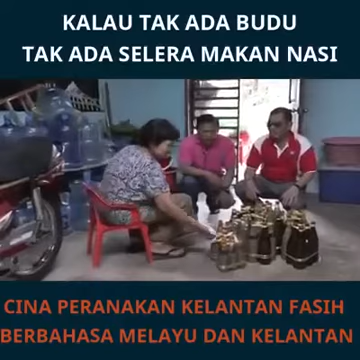 KALAU TAK ADA BUDU
TAK ADA SELERA MAKAN NASI
CINA PERANAKAN KELANTAN FASIH
BERBAHASA MELAYU DAN KELANTAN